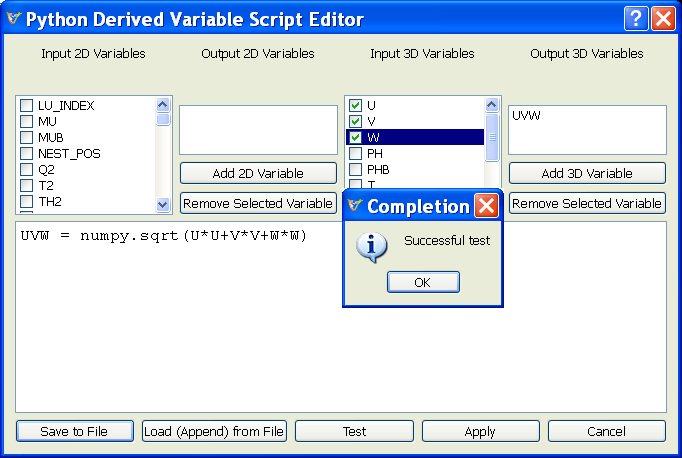 Python Derived Variable Script Editor
Input 2D Variables
Output 2D Variables
Input 3D Variables
Output 3D Variables
LU_INDEX
MU
MUB
NEST_POS
Q2
T2
TH2
U
V
W
PH
PHB
T
UVW
Add 2D Variable
Add 3D Variable
Remove Selected Variable
Remove Selected Variable
UVW = numpy.sqrt(U*U+V*V+W*W)
Completion
Successful test
OK
Save to File
Load (Append) from File
Test
Apply
Cancel